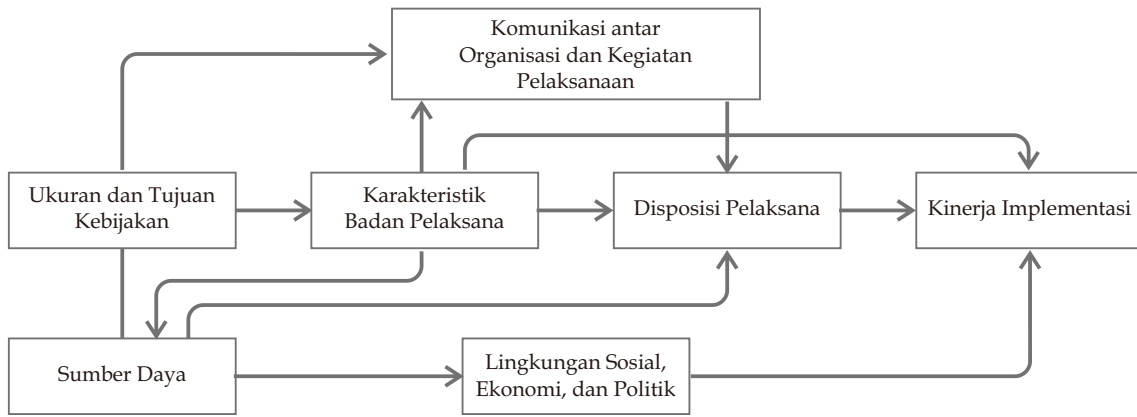 Komunikasi antar
Organisasi dan Kegiatan
Pelaksanaan
Ukuran dan Tujuan
Kebijakan
Karakteristik
Badan Pelaksana
Disposisi Pelaksana
Kinerja Implementasi
Sumber Daya
Lingkungan Sosial,
Ekonomi, dan Politik